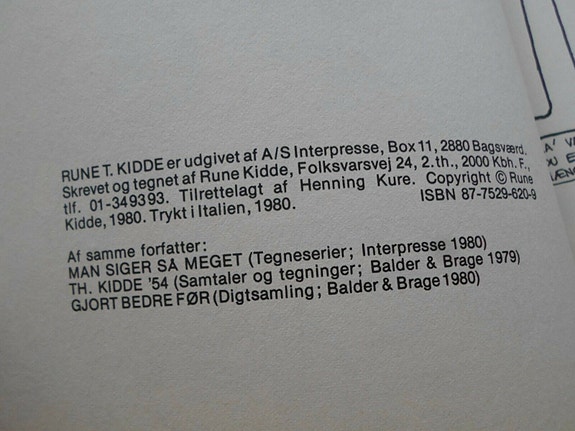 RUNE T. KIDDE er udgivet af A/S Interpresse, Box 11, 2880 Bagsværd.
Skrevet og tegnet af Rune Kidde, Folksvarsvej 24, 2.th., 2000 Kbh. F.,
tlf. 01-349393. Tilrettelagt af Henning Kure. Copyright © Rune
Kidde, 1980. Trykt i Italien, 1980. ISBN 87-7529-620-9
Af samme forfatter:
MAN SIGER SÅ MEGET (Tegneserier; Interpresse 1980)
TH. KIDDE '54 (Samtaler og tegninger; Balder & Brage 1979)
GJORT BEDRE FØR (Digtsamling; Balder & Brage 1980)